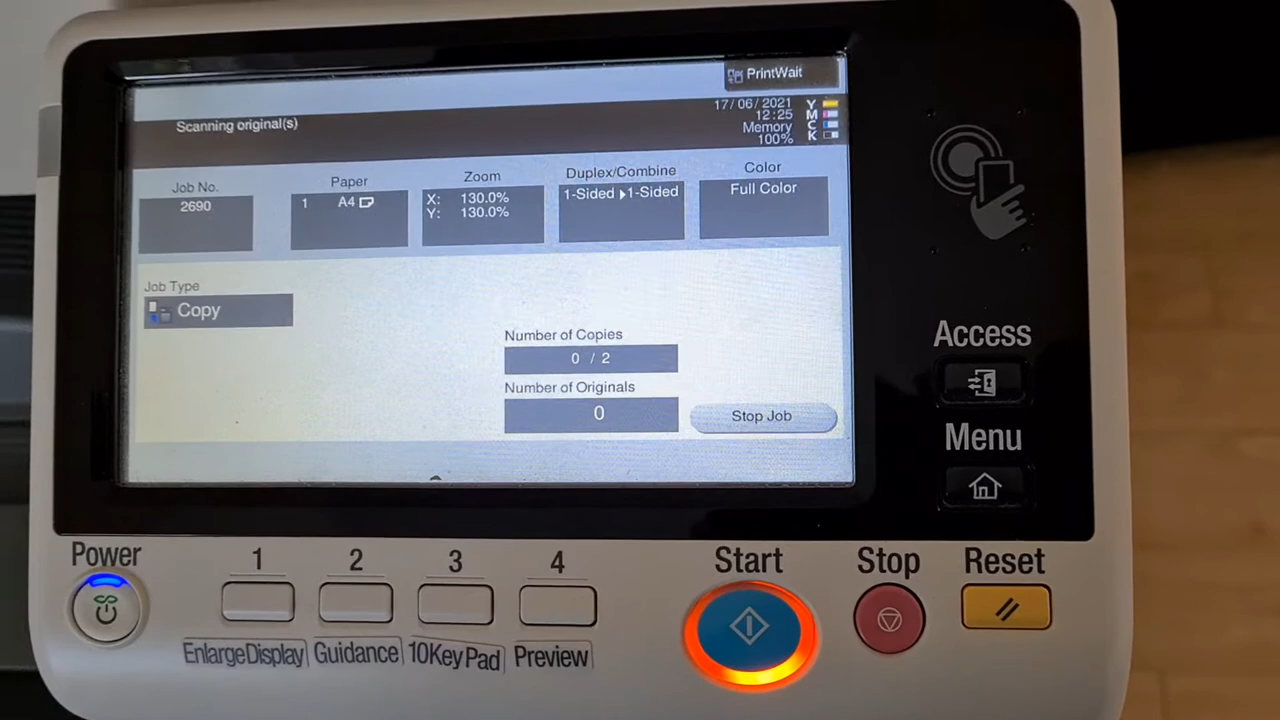 PrintWait
Scanning original(s)
17/06/2021
12:25
Memory
100%
Y
M
C
K
Job No.
2690
Paper
1 A4
Zoom
X: 130.0%
Y: 130.0%
Duplex/Combine
1-Sided ▶1-Sided
Color
Full Color
Job Type
Copy
Number of Copies
0 / 2
Number of Originals
0
Stop Job
Access
Menu
Power
1
2
3
4
Start
Stop
Reset
EnlargeDisplay
Guidance
10KeyPad
Preview